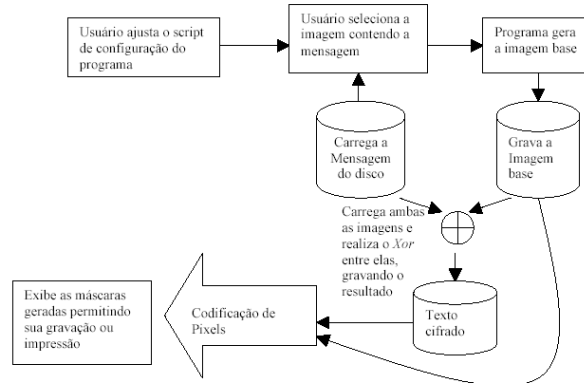 Usuário ajusta o script
de configuração do
programa
Usuário seleciona a
imagem contendo a
mensagem
Programa gera
a imagem base
Carrega a
Mensagem
do disco
Grava a
Imagem
base
Carrega ambas
as imagens e
realiza o Xor
entre elas,
gravando o
resultado
Texto
cifrado
Codificação de
Pixels
Exibe as máscaras
geradas permitindo
sua gravação ou
impressão